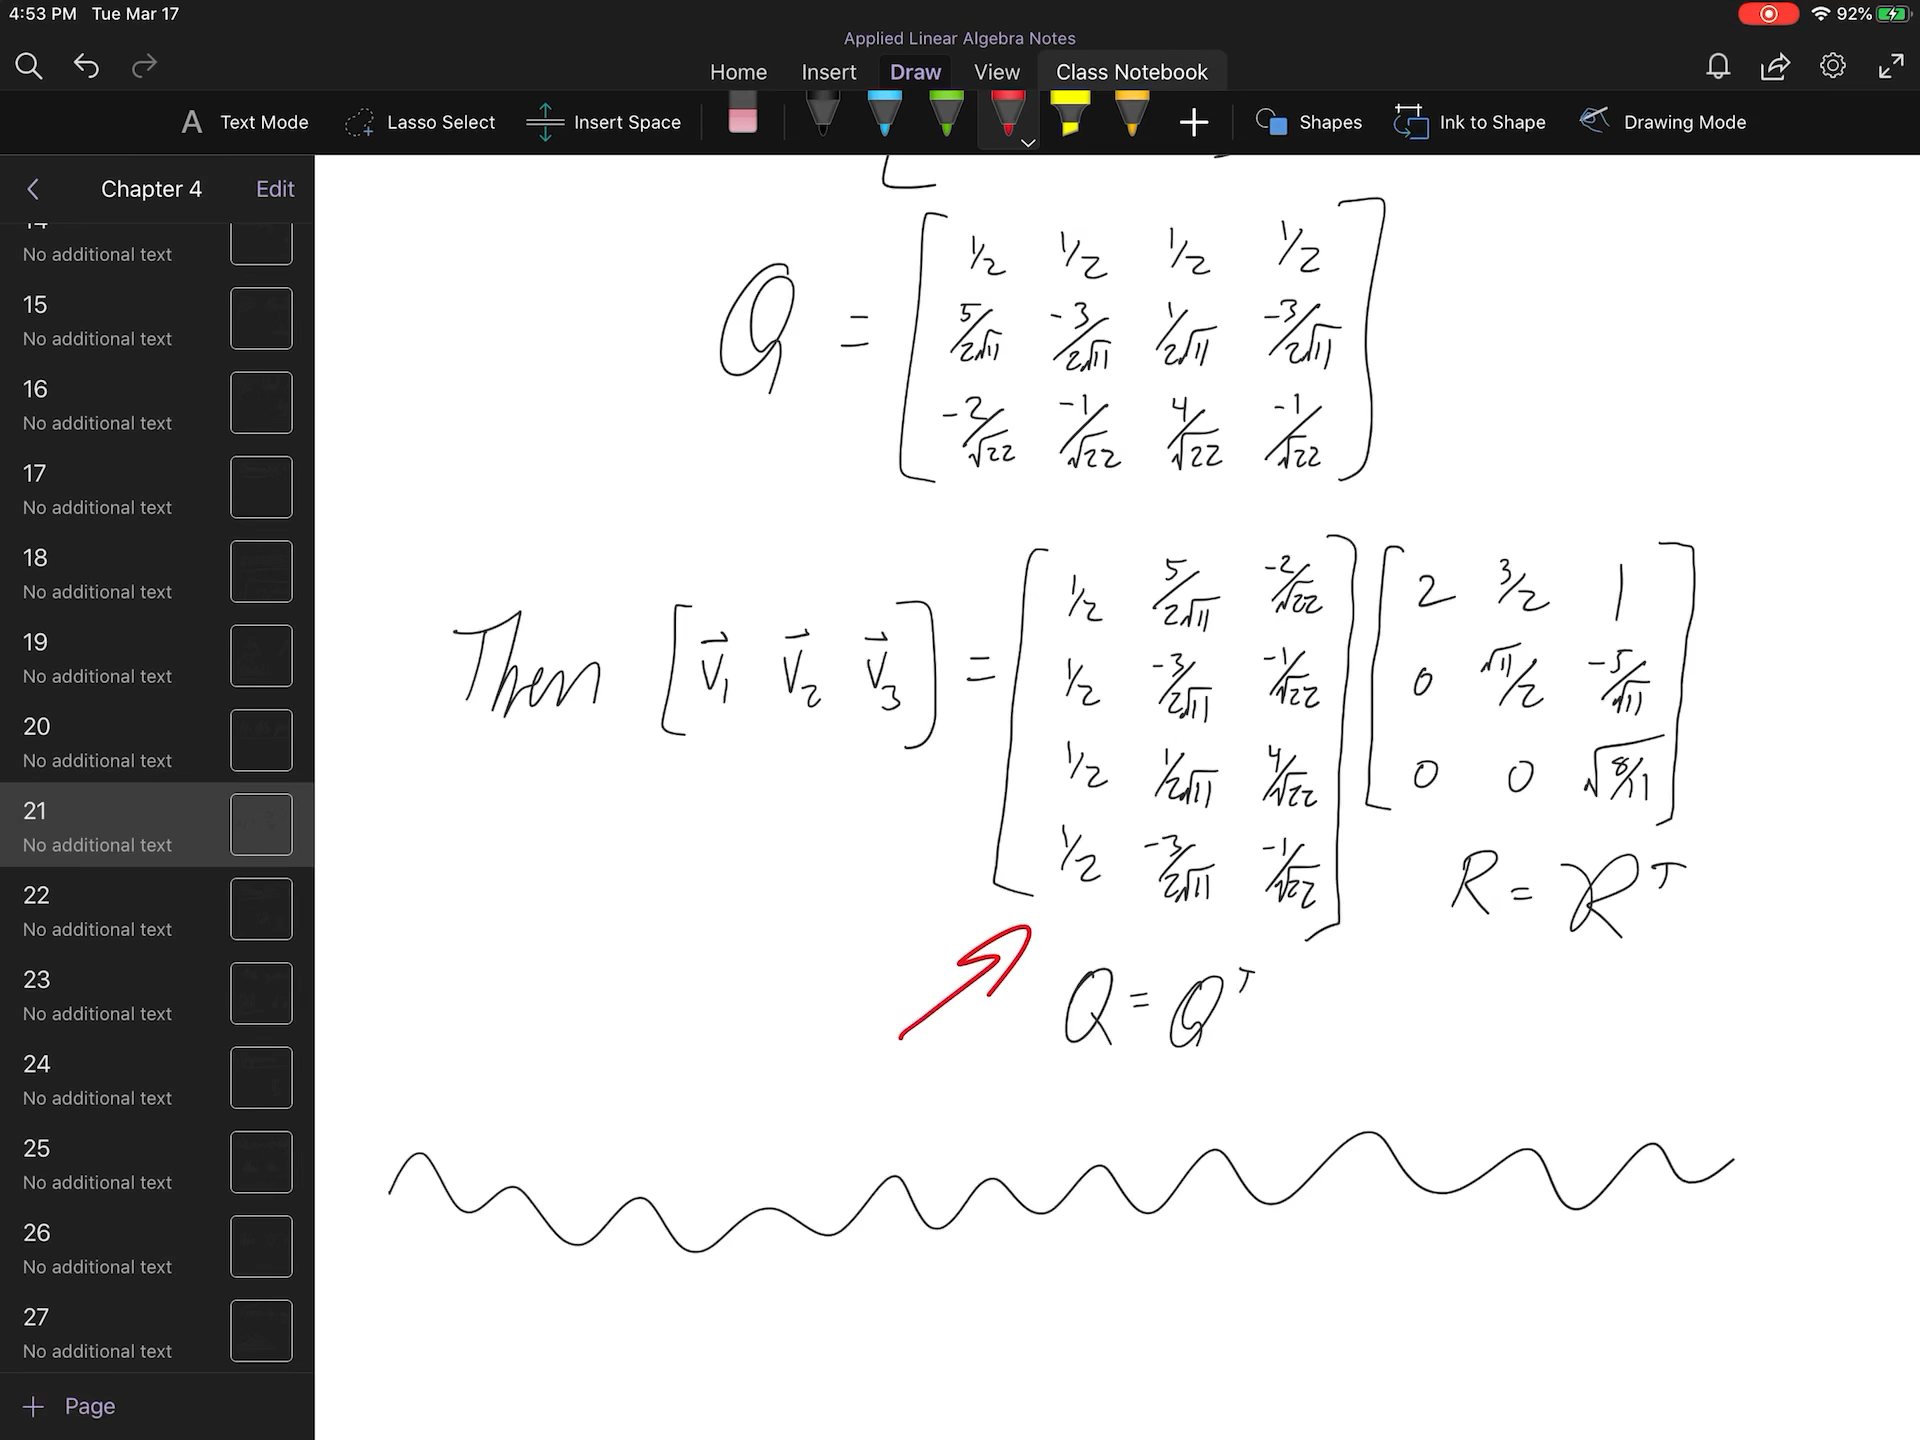 4:53 PM Tue Mar 17
92%
Applied Linear Algebra Notes
Home Insert Draw View Class Notebook
A Text Mode Lasso Select Insert Space Shapes Ink to Shape Drawing Mode
Chapter 4 Edit
14
No additional text
15
No additional text
16
No additional text
17
No additional text
18
No additional text
19
No additional text
20
No additional text
21
No additional text
22
No additional text
23
No additional text
24
No additional text
25
No additional text
26
No additional text
27
No additional text
+ Page
Q = [ 1/2 1/2 1/2 1/2
5/2√11 -3/2√11 1/2√11 -3/2√11
-2/√22 -1/√22 4/√22 -1/√22 ]
Then [ v⃗1 v⃗2 v⃗3 ] = [ 1/2 5/2√11 -2/√22 ] [ 2 3/2 1 ]
1/2 -3/2√11 -1/√22 0 √11/2 -5/√11
1/2 1/2√11 4/√22 0 0 √8/11
1/2 -3/2√11 -1/√22
R = R^T
Q = Q^T